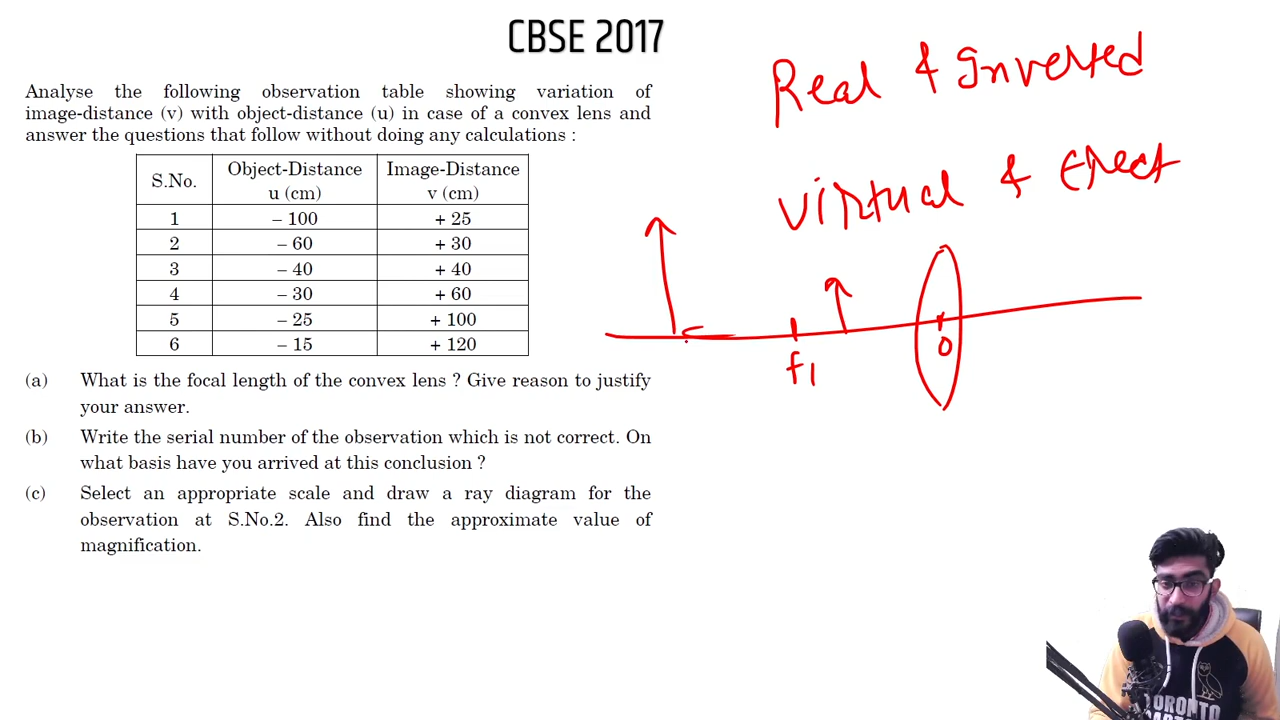 CBSE 2017
Analyse the following observation table showing variation of
image-distance (v) with object-distance (u) in case of a convex lens and
answer the questions that follow without doing any calculations :
S.No. Object-Distance u (cm) Image-Distance v (cm)
1 – 100 + 25
2 – 60 + 30
3 – 40 + 40
4 – 30 + 60
5 – 25 + 100
6 – 15 + 120
(a) What is the focal length of the convex lens ? Give reason to justify
your answer.
(b) Write the serial number of the observation which is not correct. On
what basis have you arrived at this conclusion ?
(c) Select an appropriate scale and draw a ray diagram for the
observation at S.No.2. Also find the approximate value of
magnification.
Real & Inverted
Virtual & Erect
f1
O
TORONTO